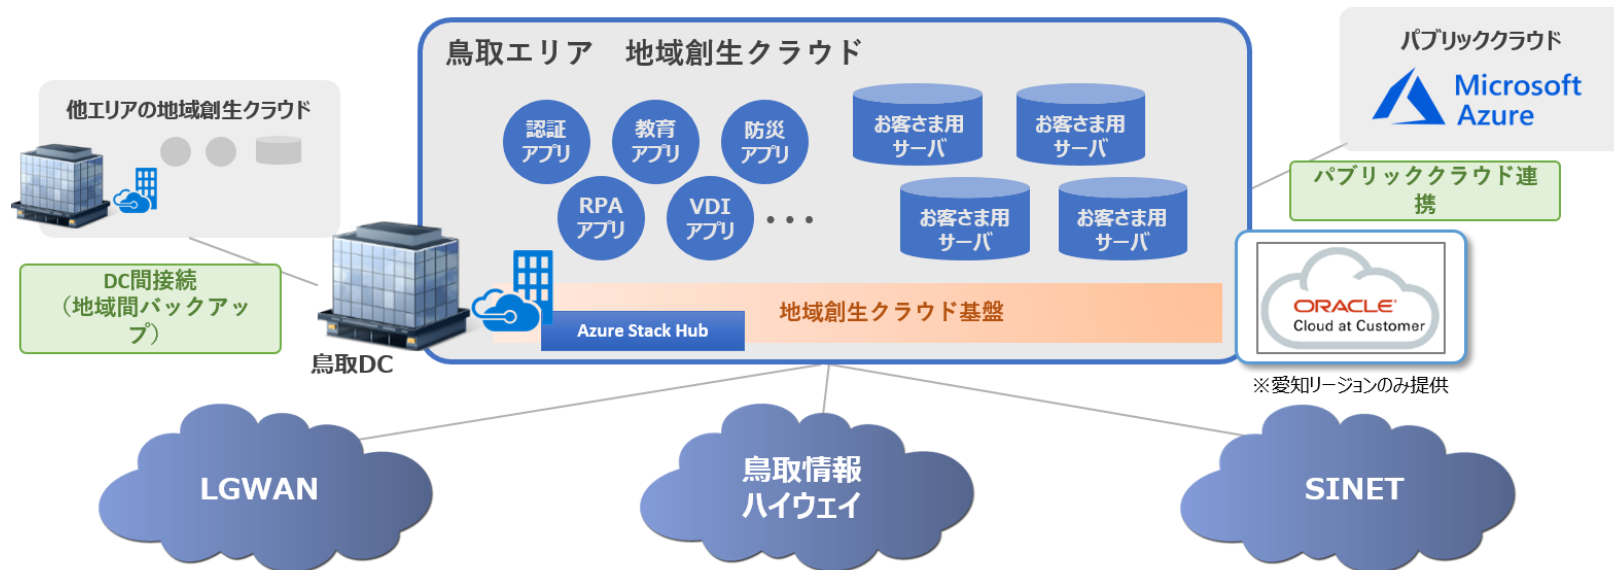 鳥取エリア　地域創生クラウド
パブリッククラウド
Microsoft
Azure
他エリアの地域創生クラウド
認証
アプリ
教育
アプリ
防災
アプリ
お客さま用
サーバ
お客さま用
サーバ
パブリッククラウド連
携
RPA
アプリ
VDI
アプリ
・・・
お客さま用
サーバ
お客さま用
サーバ
DC間接続
（地域間バックアッ
プ）
地域創生クラウド基盤
Azure Stack Hub
ORACLE
Cloud at Customer
鳥取DC
※愛知リージョンのみ提供
LGWAN
鳥取情報
ハイウェイ
SINET